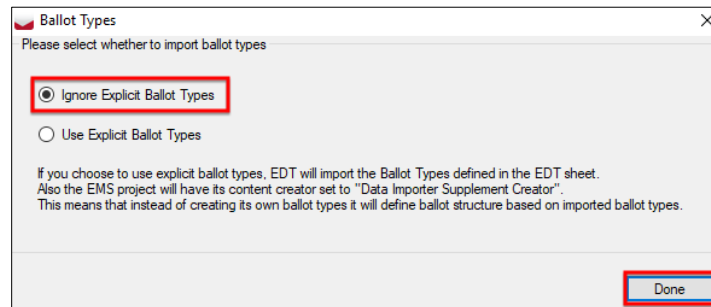 Ballot Types
Please select whether to import ballot types
Ignore Explicit Ballot Types
Use Explicit Ballot Types
If you choose to use explicit ballot types, EDT will import the Ballot Types defined in the EDT sheet.
Also the EMS project will have its content creator set to "Data Importer Supplement Creator".
This means that instead of creating its own ballot types it will define ballot structure based on imported ballot types.
Done